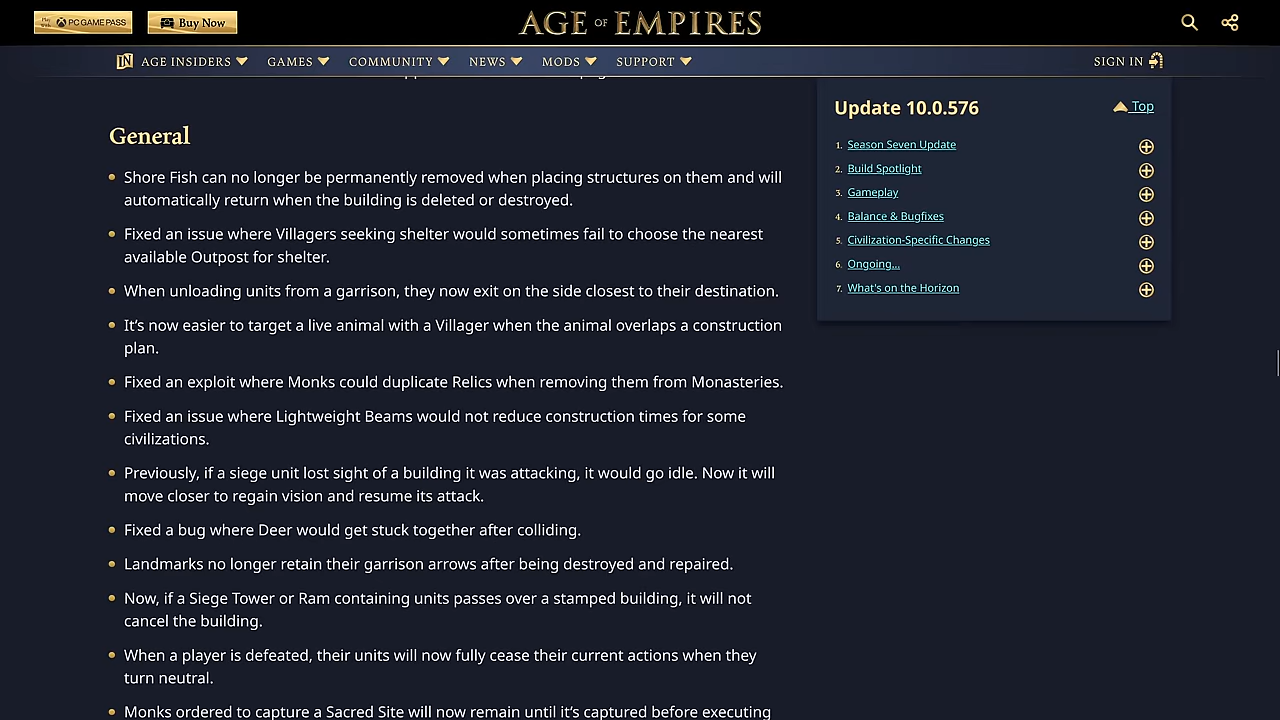 Play with
PC GAME PASS
Buy Now
AGE OF EMPIRES
IN AGE INSIDERS
GAMES
COMMUNITY
NEWS
MODS
SUPPORT
SIGN IN
General
Shore Fish can no longer be permanently removed when placing structures on them and will
automatically return when the building is deleted or destroyed.
Fixed an issue where Villagers seeking shelter would sometimes fail to choose the nearest
available Outpost for shelter.
When unloading units from a garrison, they now exit on the side closest to their destination.
It’s now easier to target a live animal with a Villager when the animal overlaps a construction
plan.
Fixed an exploit where Monks could duplicate Relics when removing them from Monasteries.
Fixed an issue where Lightweight Beams would not reduce construction times for some
civilizations.
Previously, if a siege unit lost sight of a building it was attacking, it would go idle. Now it will
move closer to regain vision and resume its attack.
Fixed a bug where Deer would get stuck together after colliding.
Landmarks no longer retain their garrison arrows after being destroyed and repaired.
Now, if a Siege Tower or Ram containing units passes over a stamped building, it will not
cancel the building.
When a player is defeated, their units will now fully cease their current actions when they
turn neutral.
Monks ordered to capture a Sacred Site will now remain until it’s captured before executing
Update 10.0.576
Top
1. Season Seven Update
2. Build Spotlight
3. Gameplay
4. Balance & Bugfixes
5. Civilization-Specific Changes
6. Ongoing...
7. What's on the Horizon